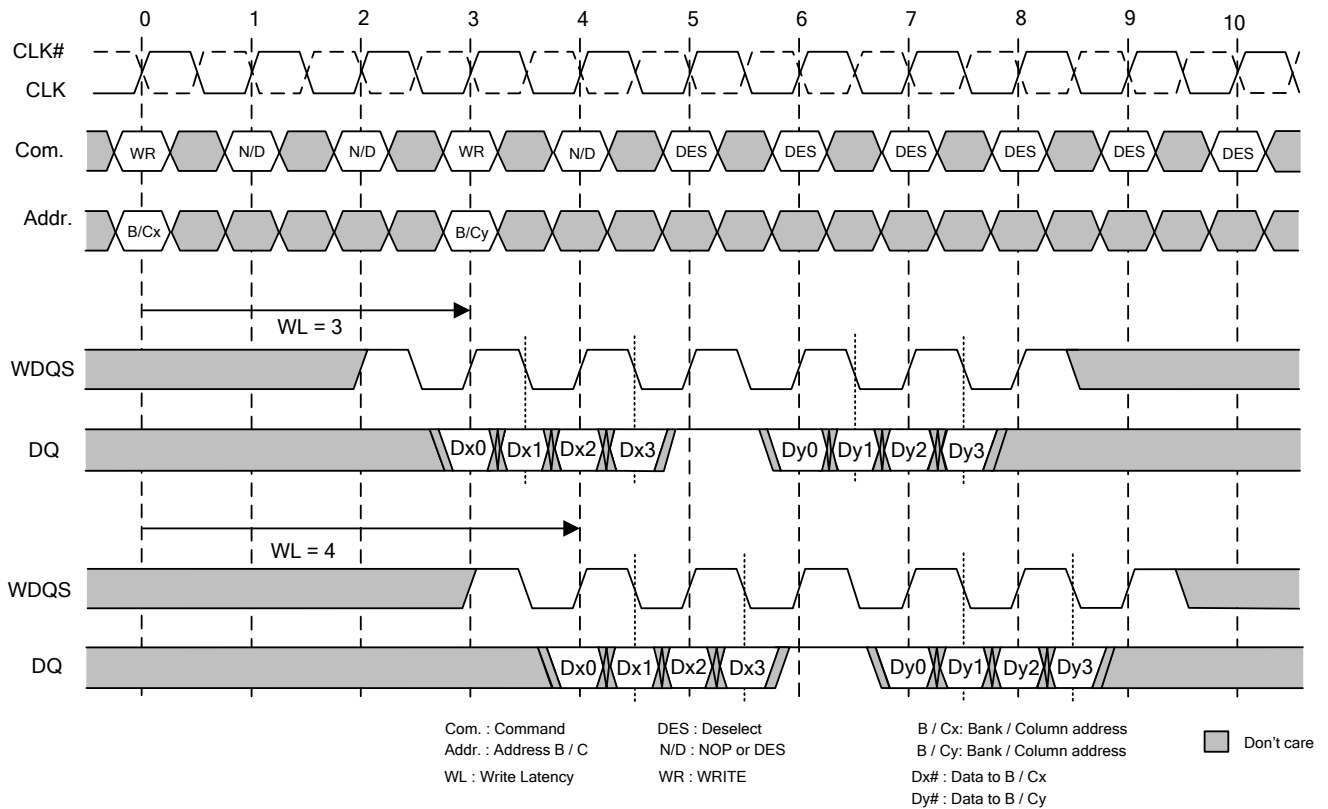 0 1 2 3 4 5 6 7 8 9 10
CLK#
CLK
Com. WR N/D N/D WR N/D DES DES DES DES DES DES
Addr. B/Cx B/Cy
WL = 3
WDQS
DQ Dx0 Dx1 Dx2 Dx3 Dy0 Dy1 Dy2 Dy3
WL = 4
WDQS
DQ Dx0 Dx1 Dx2 Dx3 Dy0 Dy1 Dy2 Dy3
Com. : Command DES : Deselect B / Cx: Bank / Column address
Addr. : Address B / C N/D : NOP or DES B / Cy: Bank / Column address Don't care
WL : Write Latency WR : WRITE Dx# : Data to B / Cx
Dy# : Data to B / Cy